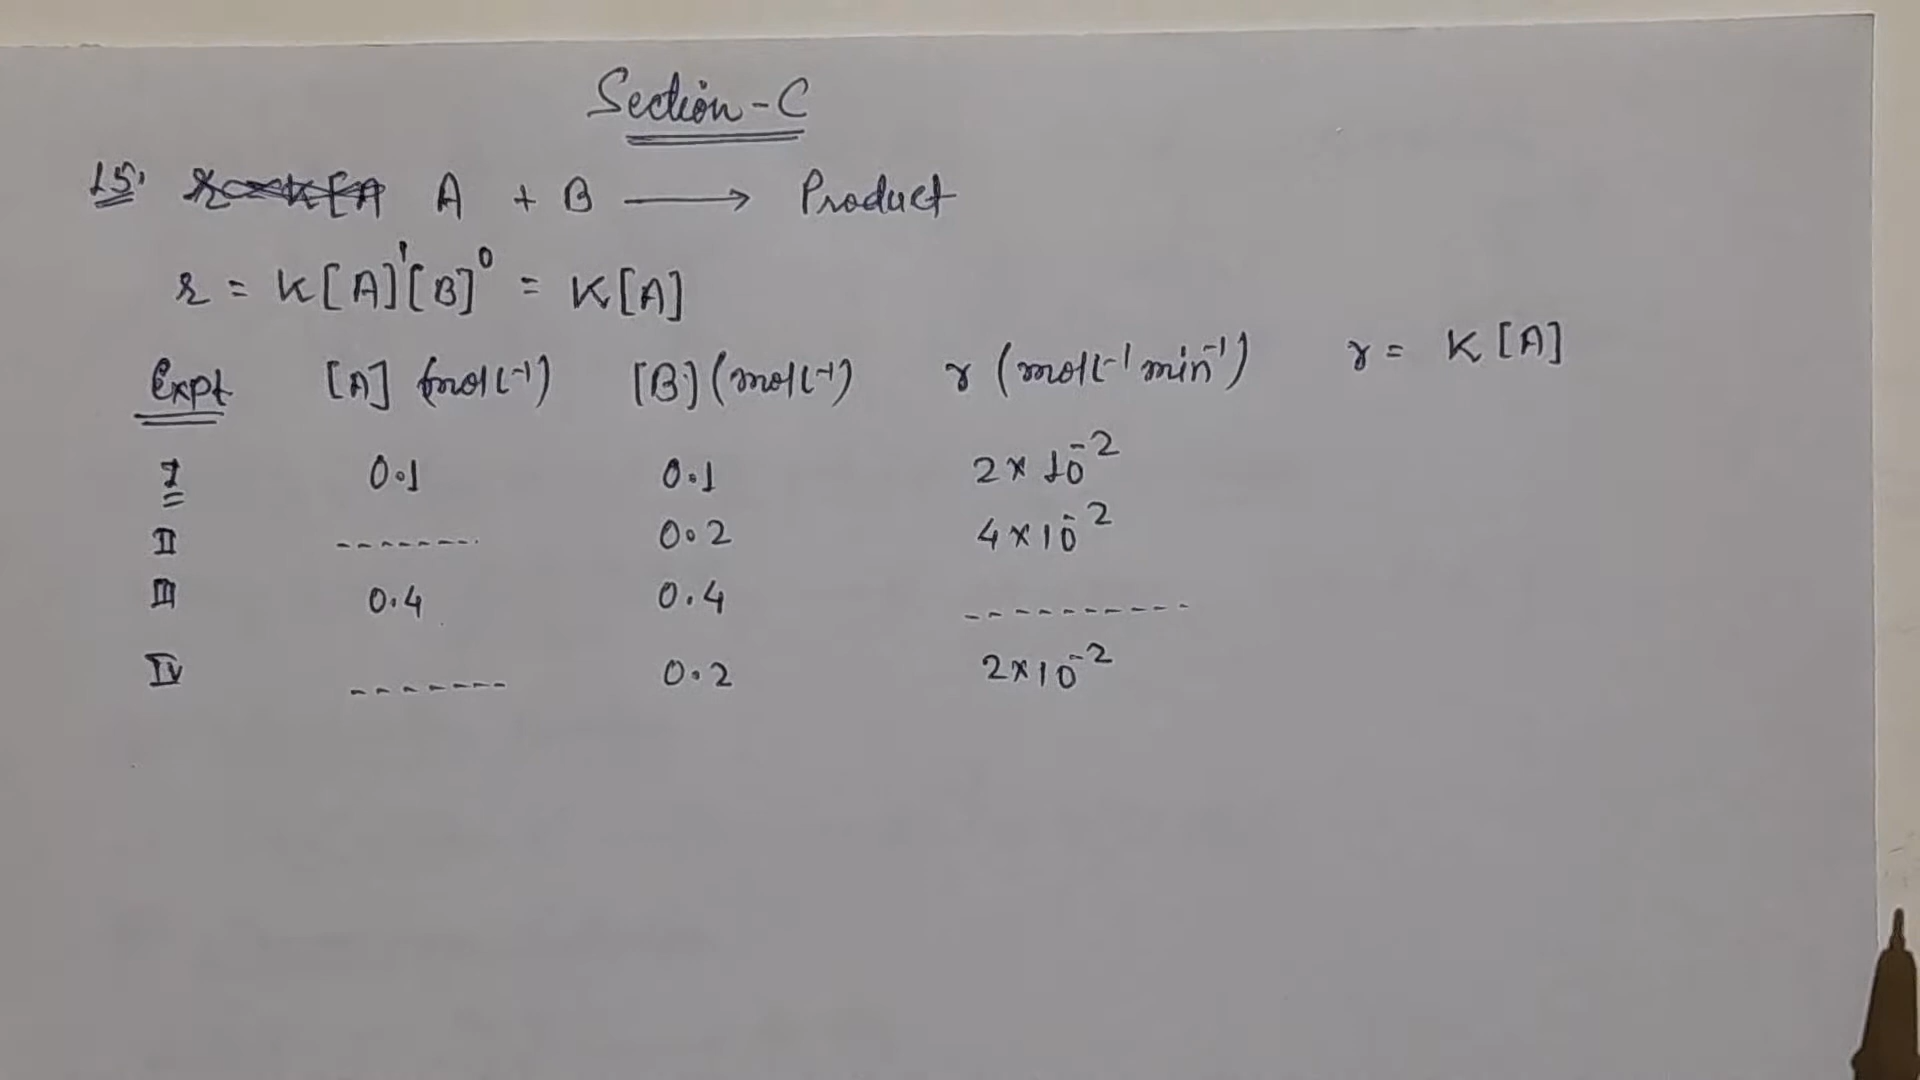 Section-C
15. A + B ⟶ Product
r = K[A]¹[B]⁰ = K[A]
Expt [A] (mol L⁻¹) [B] (mol L⁻¹) r (mol L⁻¹ min⁻¹) r = K[A]
I 0.1 0.1 2 × 10⁻²
II ------- 0.2 4 × 10⁻²
III 0.4 0.4 ----------
IV ------- 0.2 2 × 10⁻²